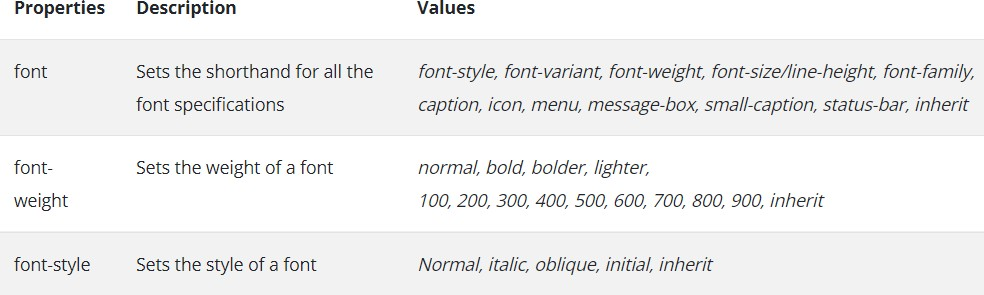 Properties Description Values
font Sets the shorthand for all the font-style, font-variant, font-weight, font-size/line-height, font-family,
font specifications caption, icon, menu, message-box, small-caption, status-bar, inherit
font- Sets the weight of a font normal, bold, bolder, lighter,
weight 100, 200, 300, 400, 500, 600, 700, 800, 900, inherit
font-style Sets the style of a font Normal, italic, oblique, initial, inherit